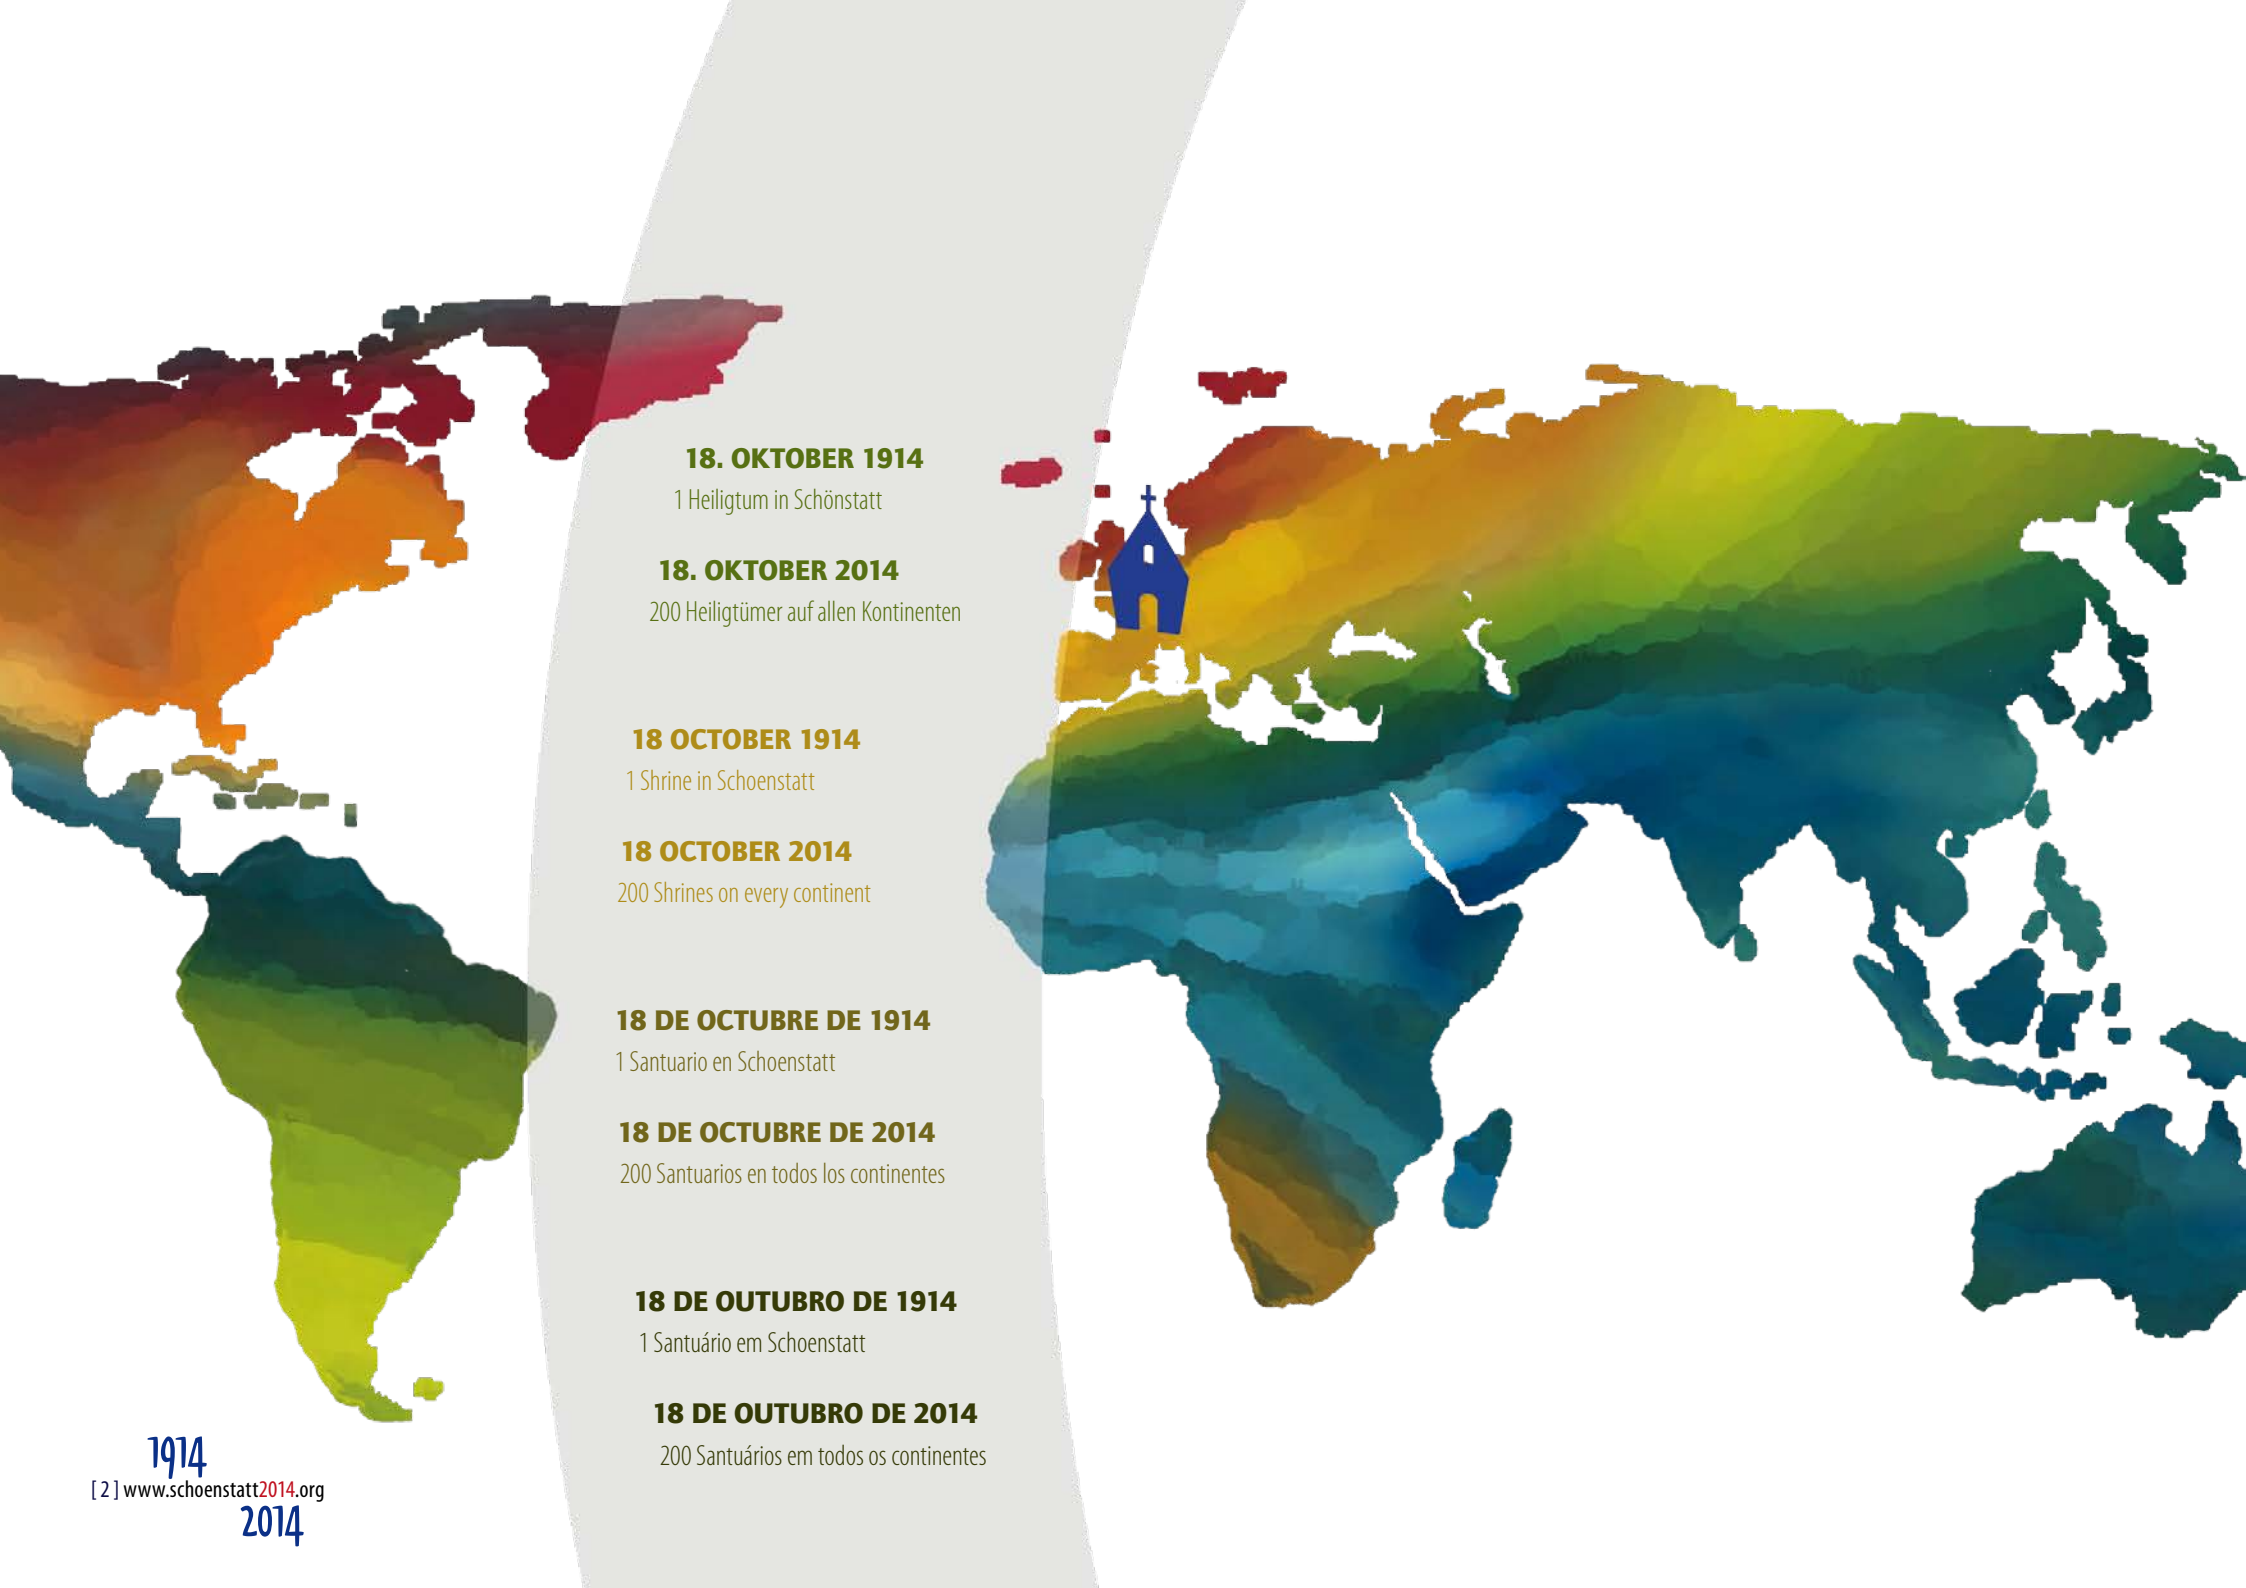 18. OKTOBER 1914
1 Heiligtum in Schönstatt
18. OKTOBER 2014
200 Heiligtümer auf allen Kontinenten
18 OCTOBER 1914
1 Shrine in Schoenstatt
18 OCTOBER 2014
200 Shrines on every continent
18 DE OCTUBRE DE 1914
1 Santuario en Schoenstatt
18 DE OCTUBRE DE 2014
200 Santuarios en todos los continentes
18 DE OUTUBRO DE 1914
1 Santuário em Schoenstatt
18 DE OUTUBRO DE 2014
200 Santuários em todos os continentes
1914
[ 2 ] www.schoenstatt2014.org
2014